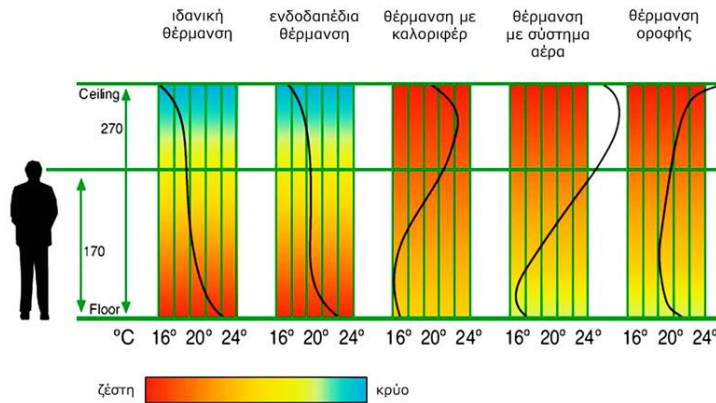 ιδανική
θέρμανση
ενδοδαπέδια
θέρμανση
θέρμανση με
καλοριφέρ
θέρμανση
με σύστημα
αέρα
θέρμανση
οροφής
Ceiling
270
170
Floor
ºC 16º 20º 24º 16º 20º 24º 16º 20º 24º 16º 20º 24º 16º 20º 24º
ζέστη κρύο